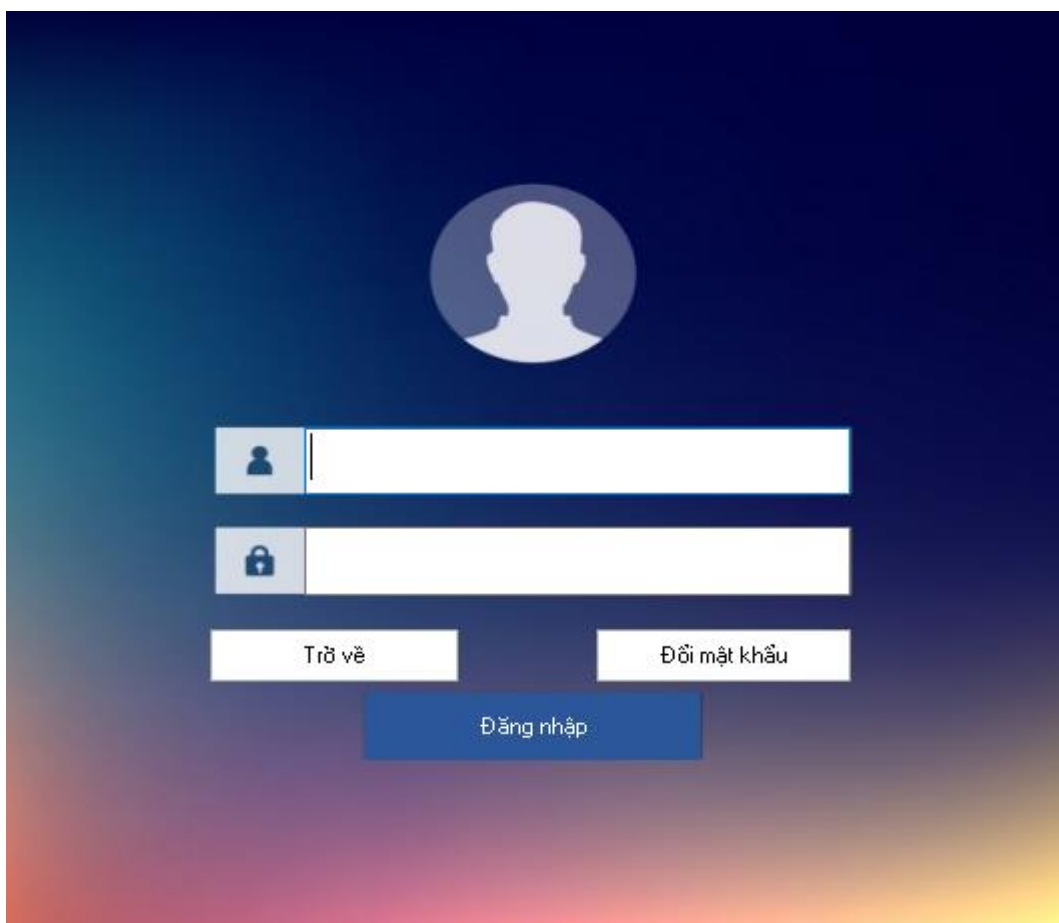 Trở về
Đổi mật khẩu
Đăng nhập